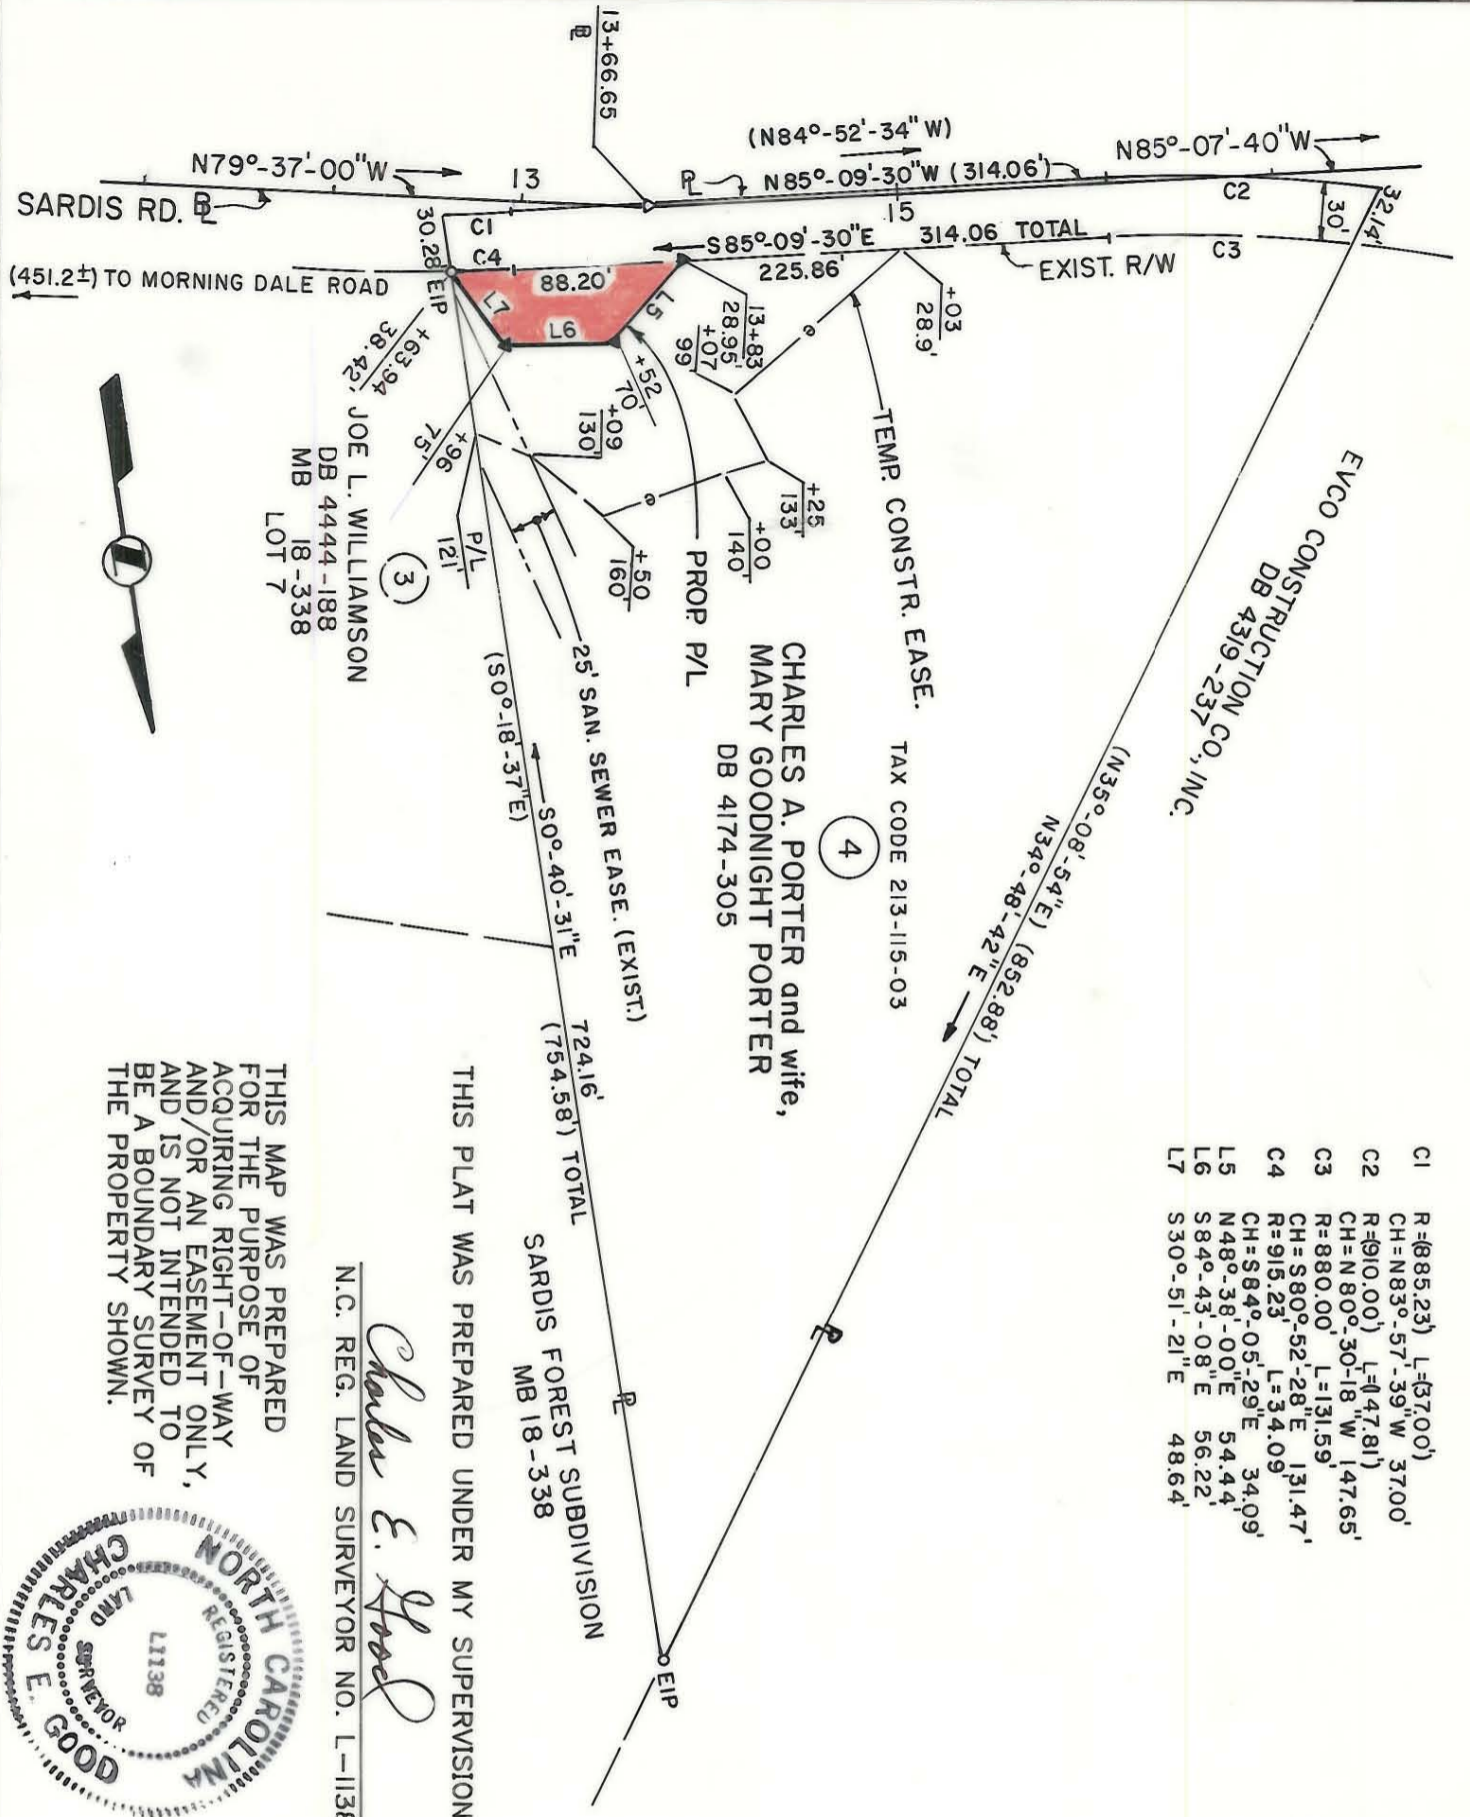 13+66.65
BL
(N84°-52'-34"W)
N85°-07'-40"W
N79°-37'-00"W
13
PL
N85°-09'-30"W (314.06')
C2
32.14'
SARDIS RD. BL
30.28'
C1
15
30'
C4
S85°-09'-30"E 314.06 TOTAL
C3
(451.2±) TO MORNING DALE ROAD
EIP
88.20'
225.86'
EXIST. R/W
L7
L6
L5
13+83
28.95'
+07
99'
+03
28.9'
+63.94
38.42'
+52
70'
+96
75'
+09
130'
e
+25
133'
e
+00
140'
+50
160'
P/L
121'
TEMP. CONSTR. EASE.
PROP. P/L
JOE L. WILLIAMSON
DB 4444-188
MB 18-338
LOT 7
3
EVCO CONSTRUCTION CO., INC.
DB 4319-237
TAX CODE 213-115-03
4
CHARLES A. PORTER and wife,
MARY GOODNIGHT PORTER
DB 4174-305
25' SAN. SEWER EASE. (EXIST.)
(S0°-18'-37"E)
S0°-40'-31"E 724.16'
(754.58') TOTAL
(N35°-08'-54"E) (852.88') TOTAL
N34°-48'-42"E
C1 R=(885.23') L=(37.00')
CH=N83°-57'-39"W 37.00'
C2 R=(910.00') L=(147.81')
CH=N80°-30'-18"W 147.65'
C3 R=880.00' L=131.59'
CH=S80°-52'-28"E 131.47'
C4 R=915.23' L=34.09'
CH=S84°-05'-29"E 34.09'
L5 N48°-38'-00"E 54.44'
L6 S84°-43'-08"E 56.22'
L7 S30°-51'-21"E 48.64'
PL
PL
SARDIS FOREST SUBDIVISION
MB 18-338
EIP
THIS PLAT WAS PREPARED UNDER MY SUPERVISION
Charles E. Good
N.C. REG. LAND SURVEYOR NO. L-1138
THIS MAP WAS PREPARED
FOR THE PURPOSE OF
ACQUIRING RIGHT-OF-WAY
AND/OR AN EASEMENT ONLY,
AND IS NOT INTENDED TO
BE A BOUNDARY SURVEY OF
THE PROPERTY SHOWN.
NORTH CAROLINA
REGISTERED
L1138
LAND SURVEYOR
CHARLES E. GOOD